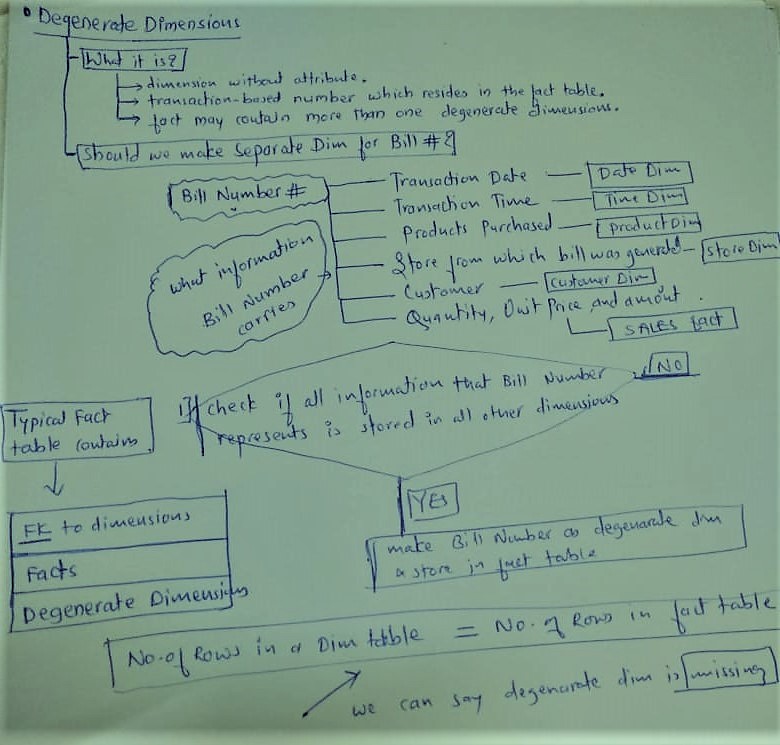 Degenerate Dimensions
What it is?
dimension without attribute.
transaction-based number which resides in the fact table.
fact may contain more than one degenerate dimensions.
Should we make Separate Dim for Bill #?
Bill Number #
Transaction Date — Date Dim
Transaction Time — Time Dim
Products Purchased — ProductDim
Store from which bill was generated — Store Dim
Customer — Customer Dim
Quantity, Unit Price and amount.
SALES fact
What information
Bill Number
carries
NO
If check if all information that Bill Number
represents is stored in all other dimensions
YES
make Bill Number as degenarate dim
& store in fact table
Typical Fact
table contains
FK to dimensions
Facts
Degenerate Dimensions
No. of Rows in a Dim table = No. of Rows in fact table
we can say degenarate dim is missing